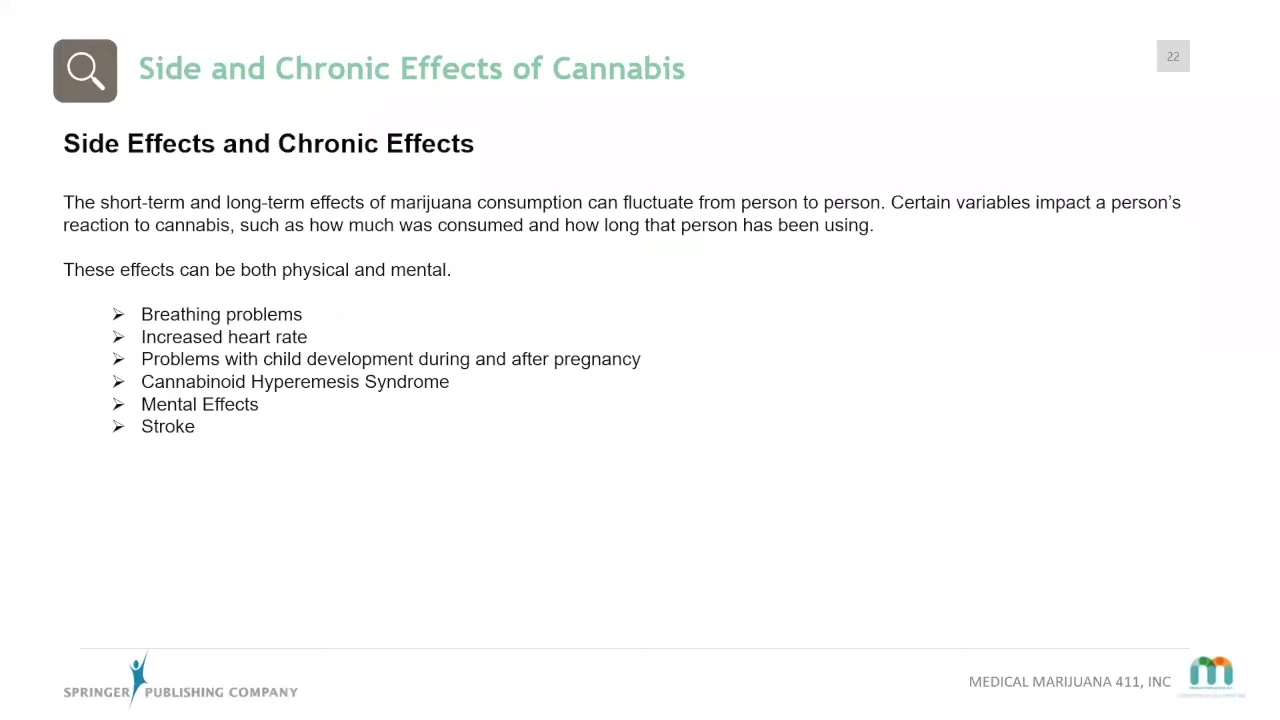 Side and Chronic Effects of Cannabis
22
Side Effects and Chronic Effects
The short-term and long-term effects of marijuana consumption can fluctuate from person to person. Certain variables impact a person's
reaction to cannabis, such as how much was consumed and how long that person has been using.
These effects can be both physical and mental.
Breathing problems
Increased heart rate
Problems with child development during and after pregnancy
Cannabinoid Hyperemesis Syndrome
Mental Effects
Stroke
SPRINGER PUBLISHING COMPANY
MEDICAL MARIJUANA 411, INC